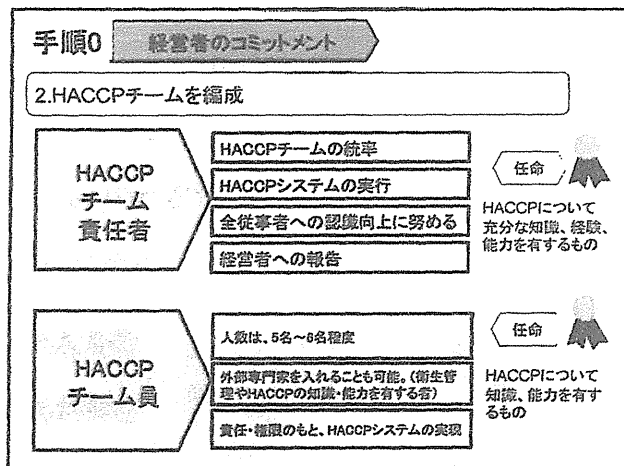 手順0
経営者のコミットメント
2.HACCPチームを編成
HACCP
チーム
責任者
HACCPチームの統率
HACCPシステムの実行
全従事者への認識向上に努める
経営者への報告
任命
HACCPについて
充分な知識、経験、
能力を有するもの
HACCP
チーム員
人数は、5名～6名程度
外部専門家を入れることも可能。(衛生管
理やHACCPの知識・能力を有する者)
責任・権限のもと、HACCPシステムの実現
任命
HACCPについて
知識、能力を有す
るもの